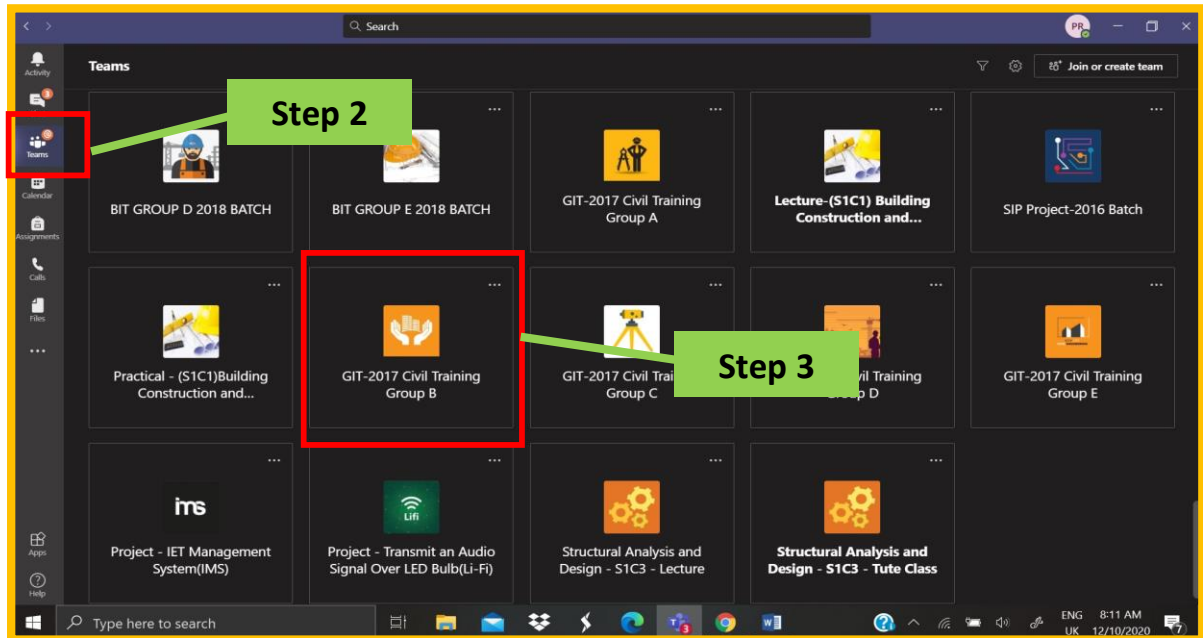 Search
PR
Activity
3
Teams
Join or create team
Step 2
Teams
Calendar
Assignments
Calls
Files
Apps
Help
BIT GROUP D 2018 BATCH
BIT GROUP E 2018 BATCH
GIT-2017 Civil Training
Group A
Lecture-(S1C1) Building
Construction and...
SIP Project-2016 Batch
Practical - (S1C1)Building
Construction and...
GIT-2017 Civil Training
Group B
GIT-2017 Civil Trai
Group C
Step 3
vil Training
p D
GIT-2017 Civil Training
Group E
ims
Project - IET Management
System(IMS)
Lifi
Project - Transmit an Audio
Signal Over LED Bulb(Li-Fi)
Structural Analysis and
Design - S1C3 - Lecture
Structural Analysis and
Design - S1C3 - Tute Class
Type here to search
3
ENG
UK
8:11 AM
12/10/2020
7